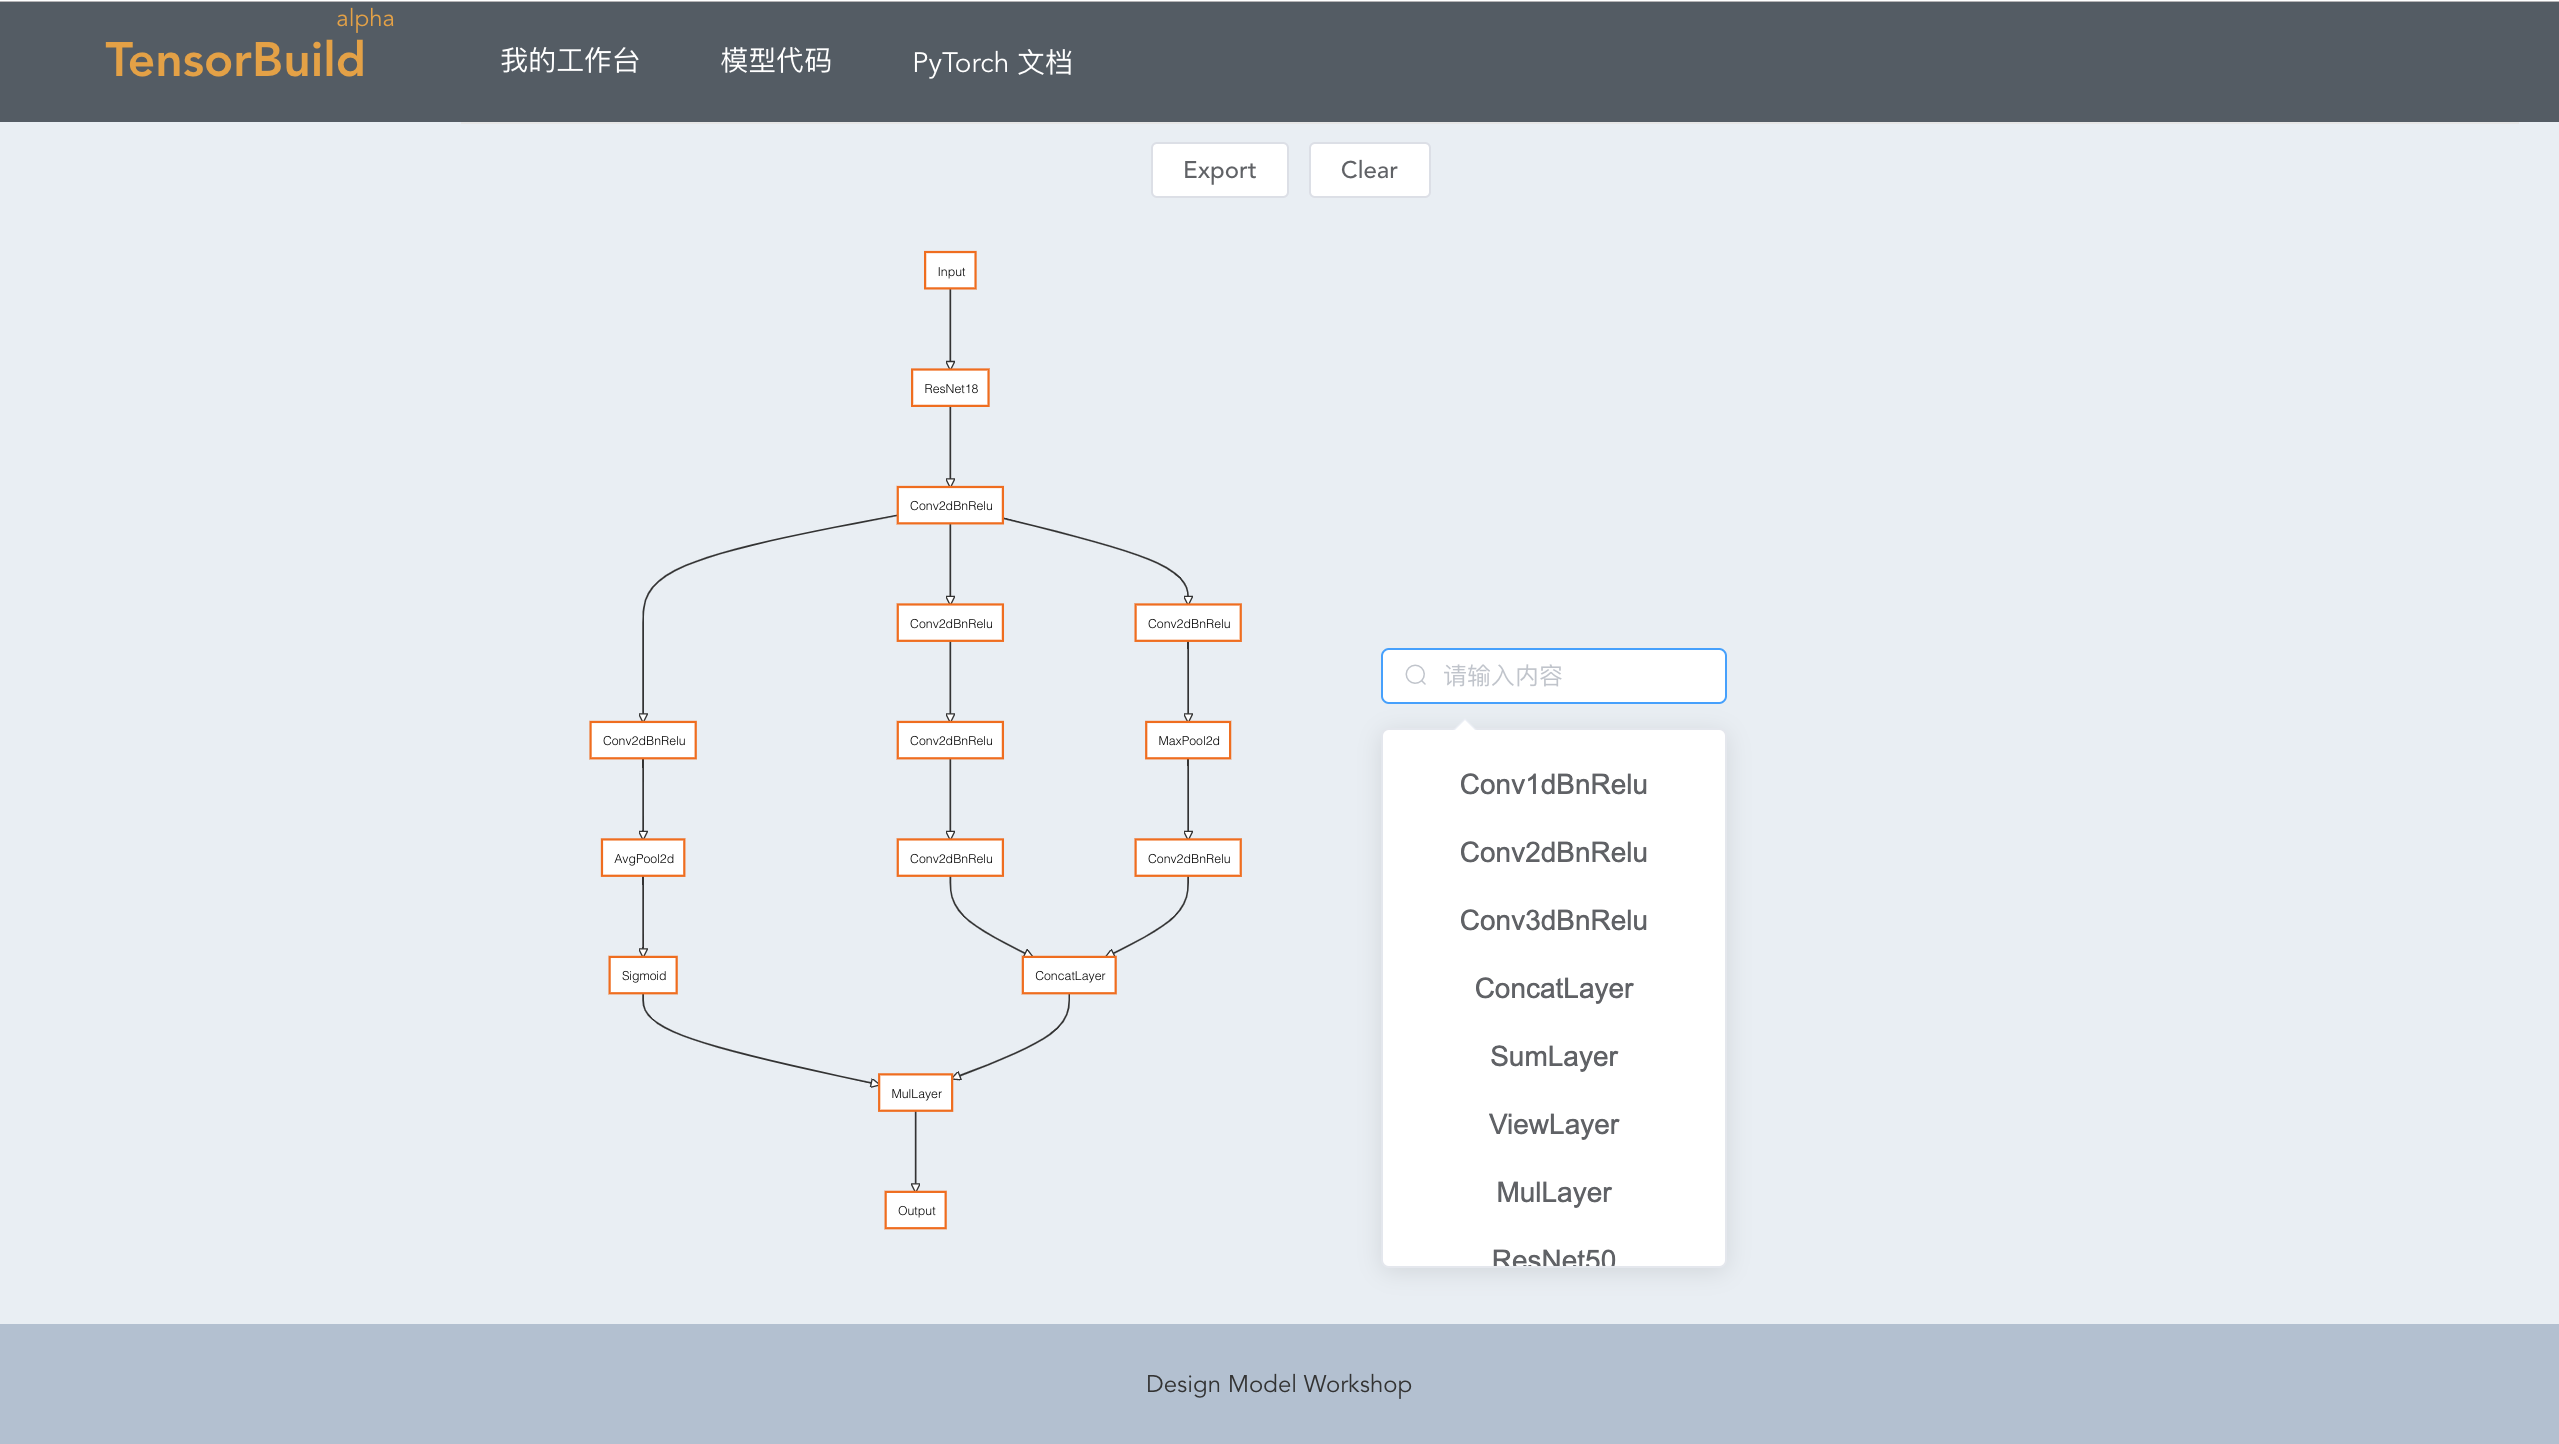 alpha
TensorBuild
我的工作台
模型代码
PyTorch 文档
Export
Clear
Input
ResNet18
Conv2dBnRelu
Conv2dBnRelu
Conv2dBnRelu
Conv2dBnRelu
Conv2dBnRelu
MaxPool2d
AvgPool2d
Conv2dBnRelu
Conv2dBnRelu
Sigmoid
ConcatLayer
MulLayer
Output
请输入内容
Conv1dBnRelu
Conv2dBnRelu
Conv3dBnRelu
ConcatLayer
SumLayer
ViewLayer
MulLayer
ResNet50
Design Model Workshop